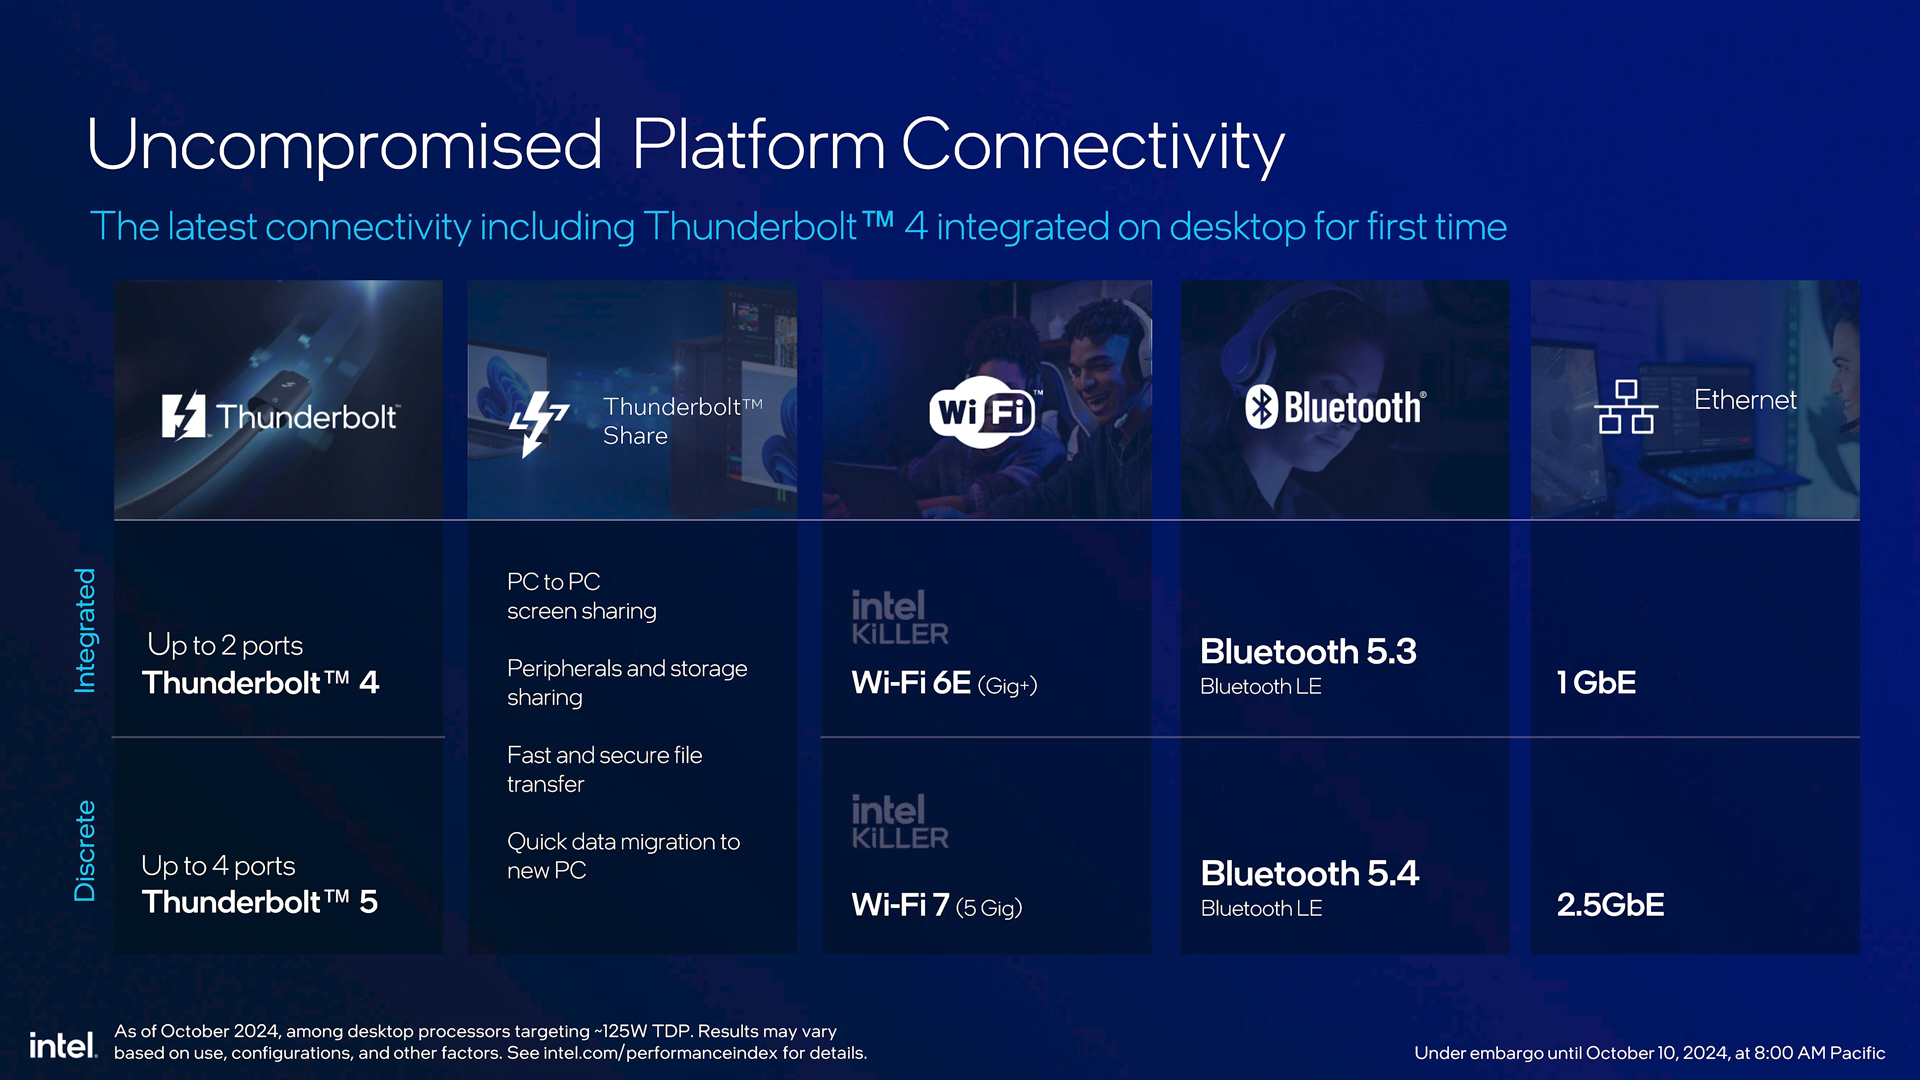 Uncompromised Platform Connectivity
The latest connectivity including Thunderbolt™ 4 integrated on desktop for first time
Thunderbolt™
Thunderbolt™
Share
Wi Fi™
Bluetooth®
Ethernet
Integrated
Up to 2 ports
Thunderbolt™ 4
PC to PC
screen sharing
Peripherals and storage
sharing
Fast and secure file
transfer
Quick data migration to
new PC
intel
KiLLER
Wi-Fi 6E (Gig+)
Bluetooth 5.3
Bluetooth LE
1 GbE
Discrete
Up to 4 ports
Thunderbolt™ 5
intel
KiLLER
Wi-Fi 7 (5 Gig)
Bluetooth 5.4
Bluetooth LE
2.5GbE
intel.
As of October 2024, among desktop processors targeting ~125W TDP. Results may vary
based on use, configurations, and other factors. See intel.com/performanceindex for details.
Under embargo until October 10, 2024, at 8:00 AM Pacific